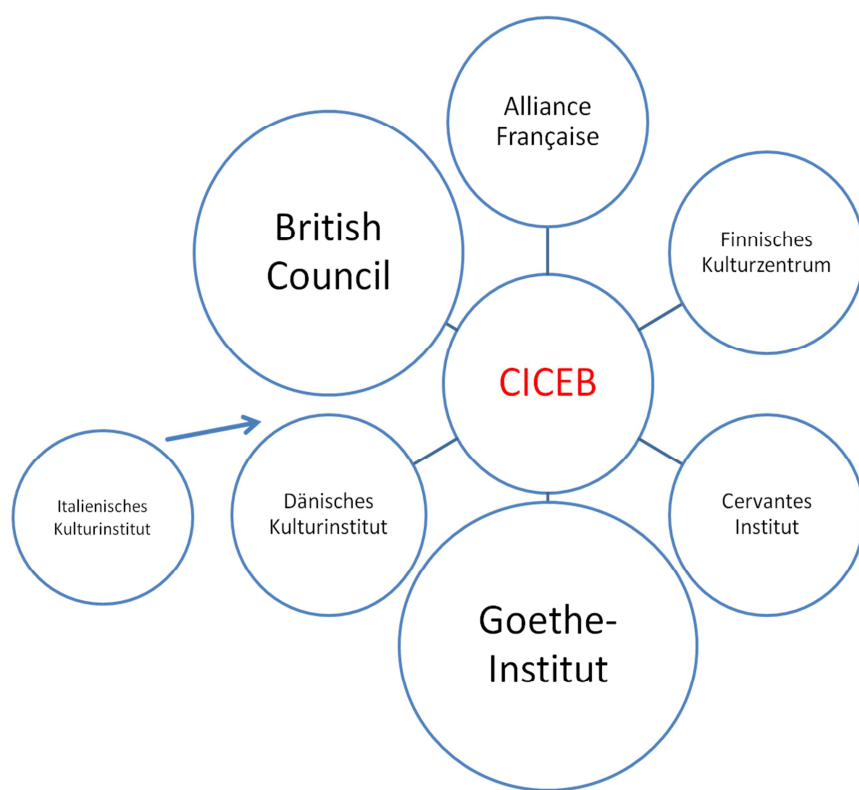 Alliance
Française
British
Council
Finnisches
Kulturzentrum
CICEB
Italienisches
Kulturinstitut
Dänisches
Kulturinstitut
Cervantes
Institut
Goethe-
Institut